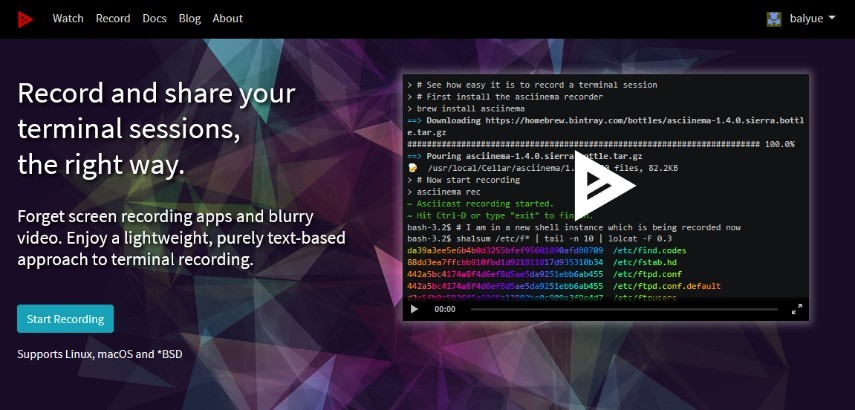 Watch Record Docs Blog About baiyue
Record and share your
terminal sessions,
the right way.
Forget screen recording apps and blurry
video. Enjoy a lightweight, purely text-based
approach to terminal recording.
Start Recording
Supports Linux, macOS and *BSD
> # See how easy it is to record a terminal session
> # First install the asciinema recorder
> brew install asciinema
==> Downloading https://homebrew.bintray.com/bottles/asciinema-1.4.0.sierra.bottl
e.tar.gz
######################################################################## 100.0%
==> Pouring asciinema-1.4.0.sierra.bottle.tar.gz
/usr/local/Cellar/asciinema/1. files, 82.2KB
> # Now start recording
> asciinema rec
~ Asciicast recording started.
~ Hit Ctrl-D or type "exit" to finish.
bash-3.2$ # I am in a new shell instance which is being recorded now
bash-3.2$ sha1sum /etc/f* | tail -n 10 | lolcat -F 0.3
/etc/find.codes
/etc/fstab.hd
442a5bc4174a8f4d6ef8d5ae5da9251ebb6ab455 /etc/ftpd.conf
442a5bc4174a8f4d6ef8d5ae5da9251ebb6ab455 /etc/ftpd.conf.default
/etc/ftpusers
00:00